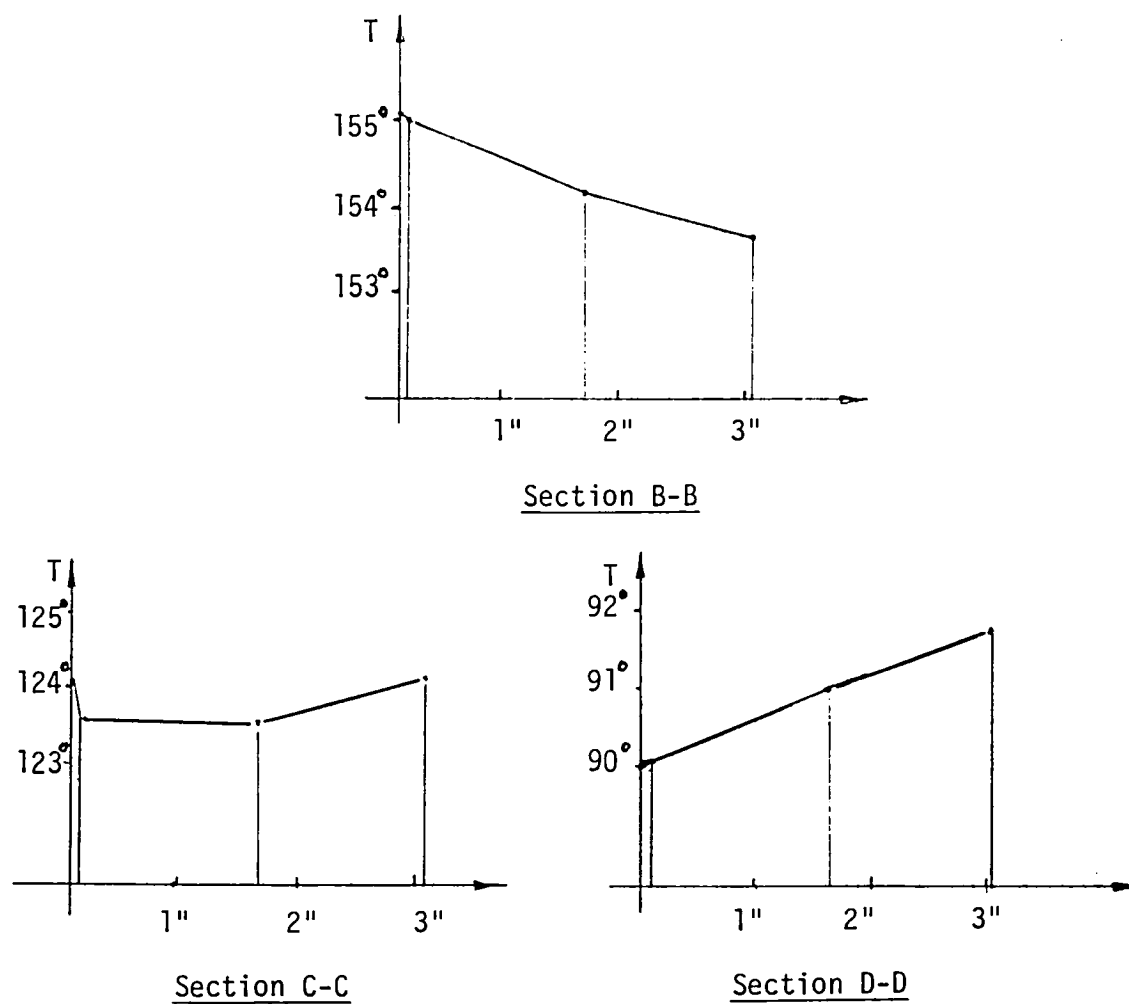 T
155°
154°
153°
1" 2" 3"
Section B-B
T
125°
124°
123°
1" 2" 3"
Section C-C
T
92°
91°
90°
1" 2" 3"
Section D-D